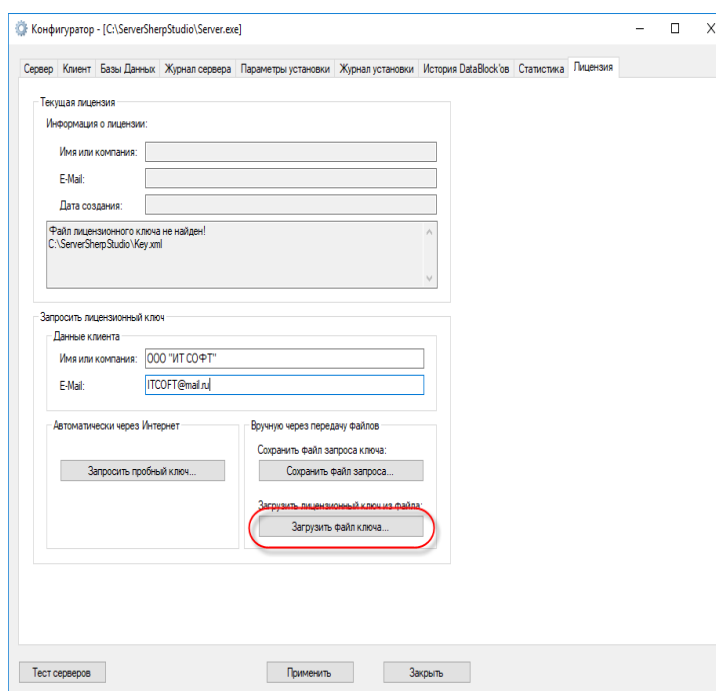 Конфигуратор - [C:\ServerSherpStudio\Server.exe]
Сервер Клиент Базы Данных Журнал сервера Параметры установки Журнал установки История DataBlock'ов Статистика Лицензия
Текущая лицензия
Информация о лицензии:
Имя или компания:
E-Mail:
Дата создания:
Файл лицензионного ключа не найден!
C:\ServerSherpStudio\Key.xml
Запросить лицензионный ключ
Данные клиента
Имя или компания: ООО "ИТ СОФТ"
E-Mail: ITCOFT@mail.ru
Автоматически через Интернет
Запросить пробный ключ...
Вручную через передачу файлов
Сохранить файл запроса ключа:
Сохранить файл запроса...
Загрузить лицензионный ключ из файла:
Загрузить файл ключа...
Тест серверов Применить Закрыть